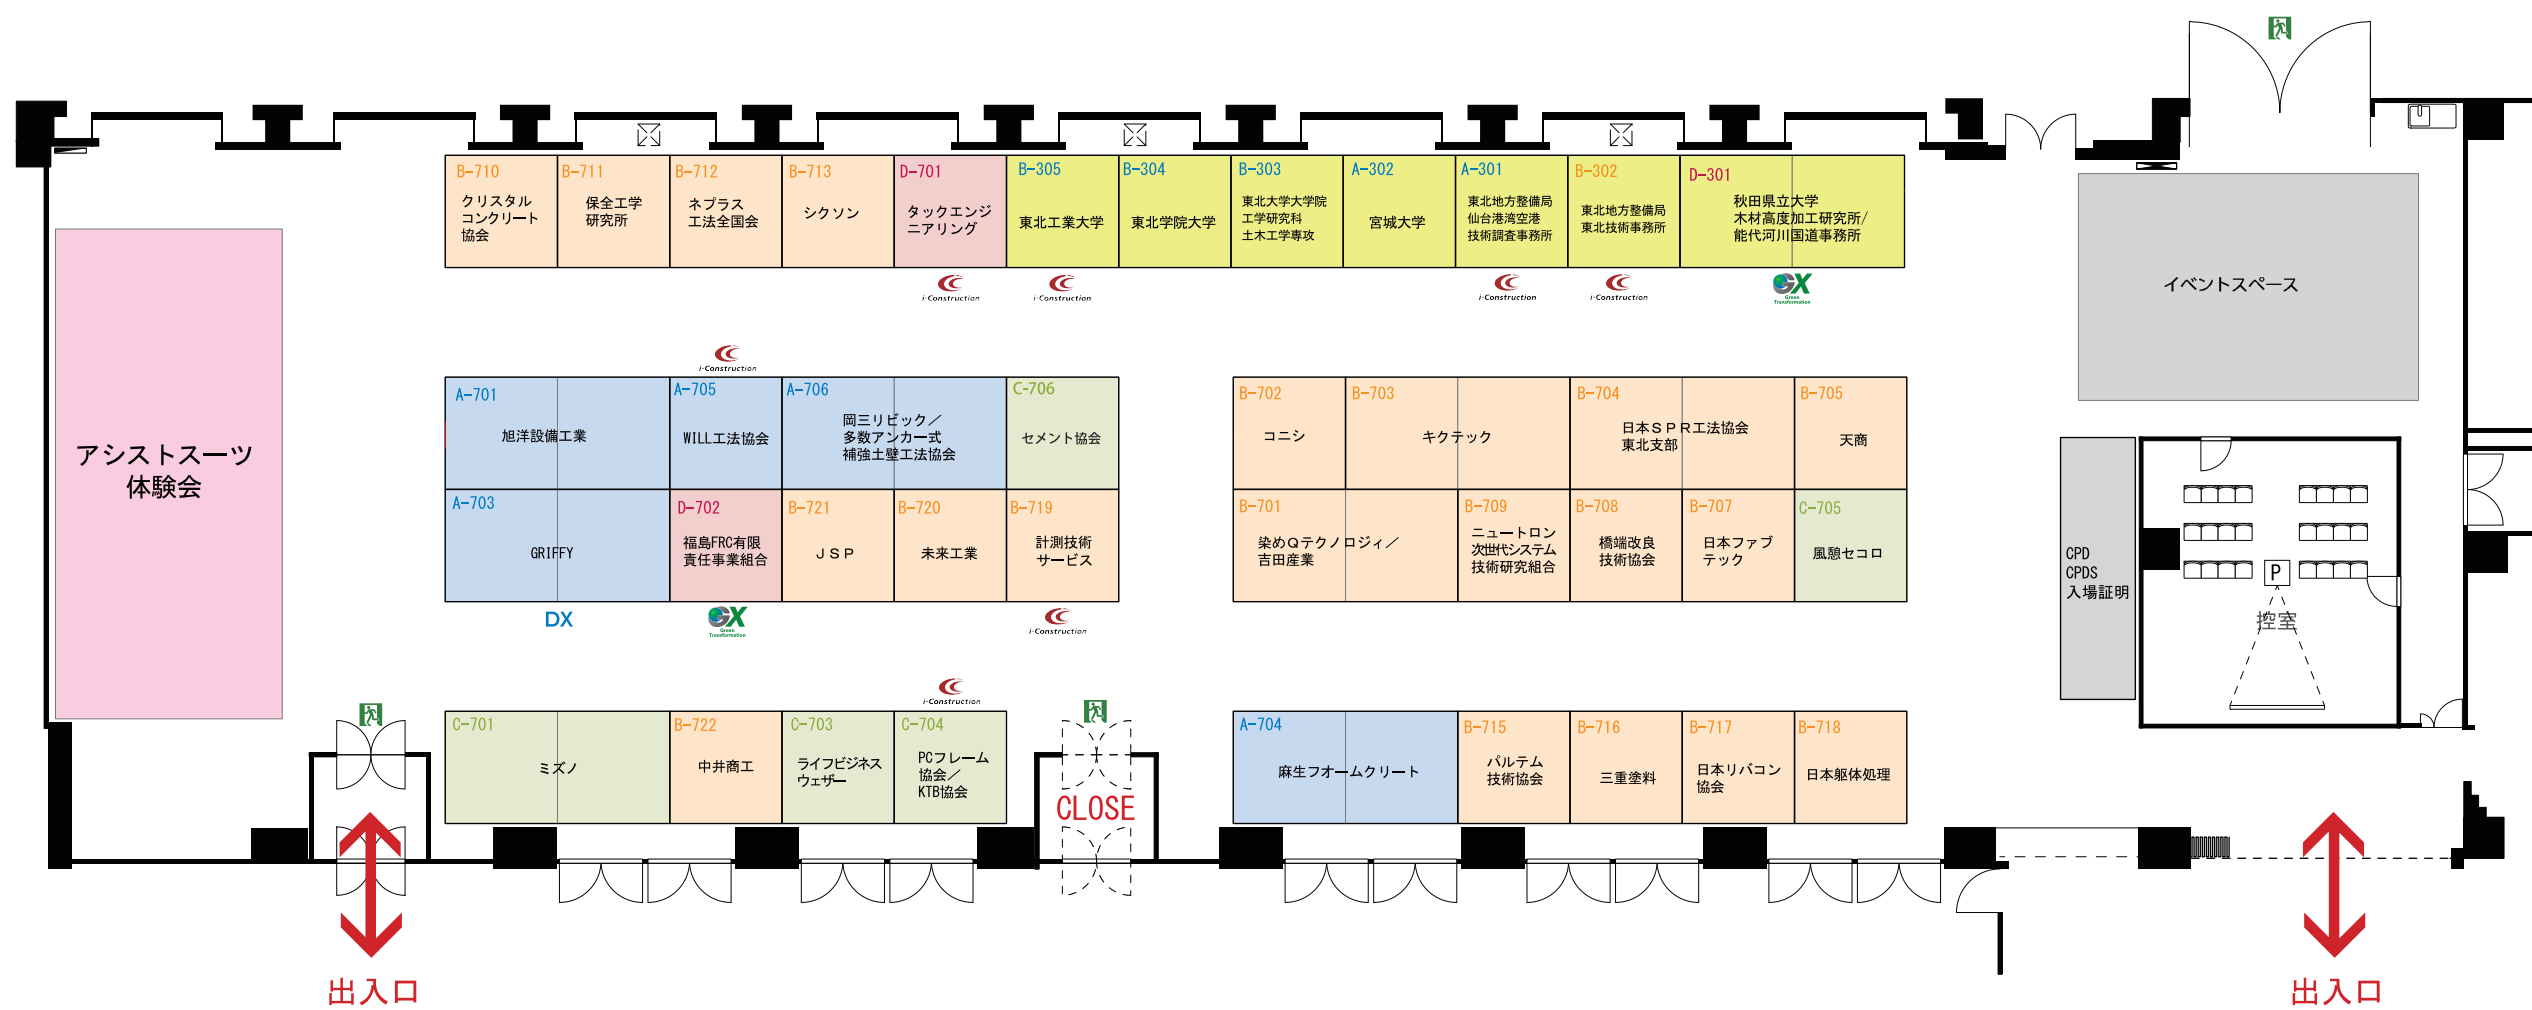 B-710
クリスタル
コンクリート
協会
B-711
保全工学
研究所
B-712
ネプラス
工法全国会
B-713
シクソン
D-701
タックエンジ
ニアリング
B-305
東北工業大学
B-304
東北学院大学
B-303
東北大学大学院
工学研究科
土木工学専攻
A-302
宮城大学
A-301
東北地方整備局
仙台港湾空港
技術調査事務所
B-302
東北地方整備局
東北技術事務所
D-301
秋田県立大学
木材高度加工研究所/
能代河川国道事務所
i-Construction
i-Construction
i-Construction
i-Construction
GX
Green
Transformation
イベントスペース
アシストスーツ
体験会
i-Construction
A-701
旭洋設備工業
A-705
WILL工法協会
A-706
岡三リビック／
多数アンカー式
補強土壁工法協会
C-706
セメント協会
B-702
コニシ
B-703
キクテック
B-704
日本ＳＰＲ工法協会
東北支部
B-705
天商
A-703
GRIFFY
D-702
福島FRC有限
責任事業組合
B-721
ＪＳＰ
B-720
未来工業
B-719
計測技術
サービス
B-701
染めＱテクノロジィ／
吉田産業
B-709
ニュートロン
次世代システム
技術研究組合
B-708
橋端改良
技術協会
B-707
日本ファブ
テック
C-705
風憩セコロ
DX
GX
Green
Transformation
i-Construction
CPD
CPDS
入場証明
P
控室
i-Construction
C-701
ミズノ
B-722
中井商工
C-703
ライフビジネス
ウェザー
C-704
PCフレーム
協会／
KTB協会
CLOSE
A-704
麻生フオームクリート
B-715
パルテム
技術協会
B-716
三重塗料
B-717
日本リバコン
協会
B-718
日本躯体処理
出入口
出入口